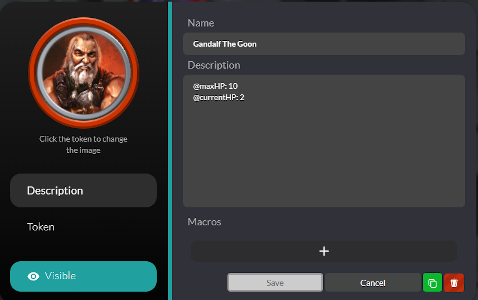 Name
Gandalf The Goon
Description
@maxHP: 10
@currentHP: 2
Click the token to change
the image
Description
Token
Visible
Macros
+
Save
Cancel